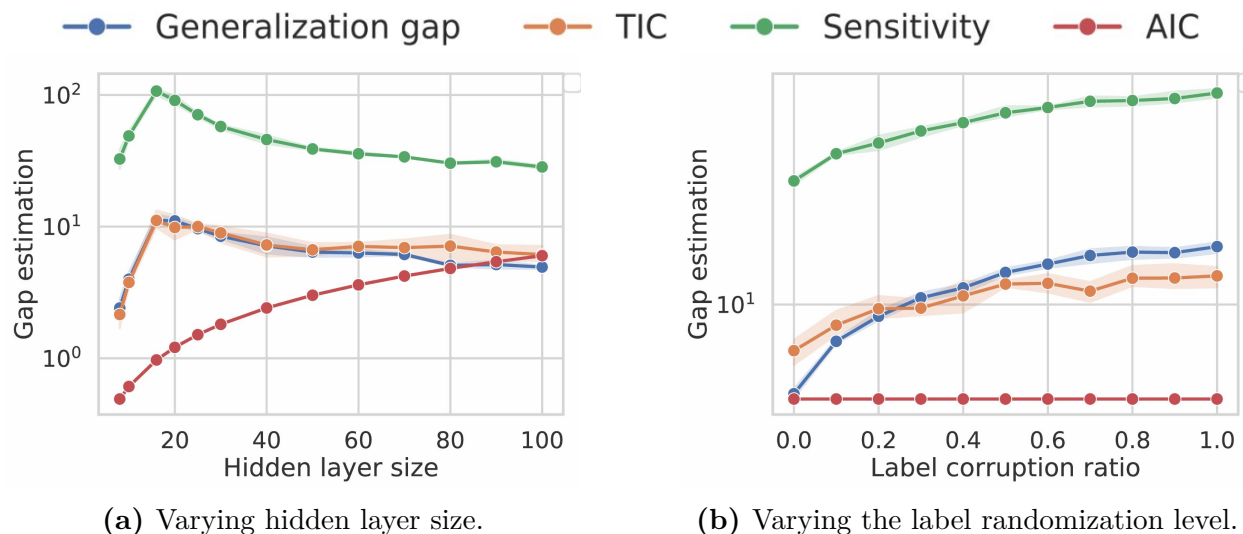 Generalization gap TIC Sensitivity AIC
Gap estimation
10²
10¹
10⁰
20 40 60 80 100
Hidden layer size
(a) Varying hidden layer size.
Gap estimation
10¹
0.0 0.2 0.4 0.6 0.8 1.0
Label corruption ratio
(b) Varying the label randomization level.